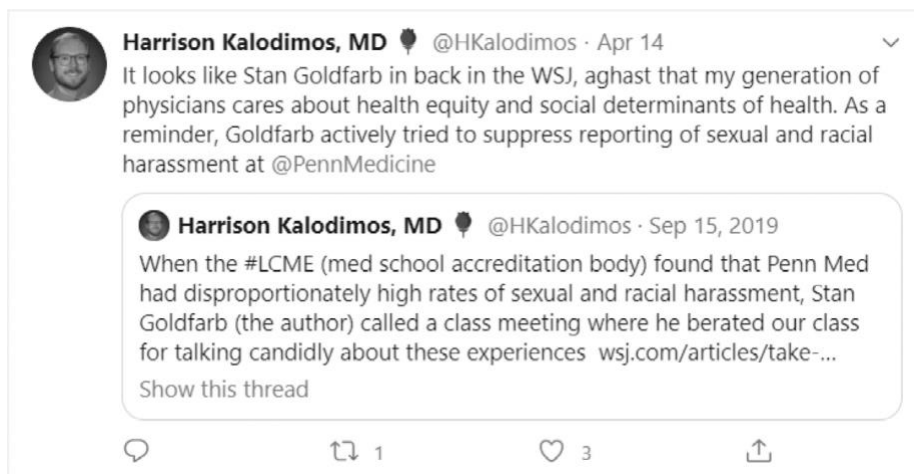 Harrison Kalodimos, MD🌹 @HKalodimos · Apr 14
It looks like Stan Goldfarb in back in the WSJ, aghast that my generation of
physicians cares about health equity and social determinants of health. As a
reminder, Goldfarb actively tried to suppress reporting of sexual and racial
harassment at @PennMedicine
Harrison Kalodimos, MD🌹 @HKalodimos · Sep 15, 2019
When the #LCME (med school accreditation body) found that Penn Med
had disproportionately high rates of sexual and racial harassment, Stan
Goldfarb (the author) called a class meeting where he berated our class
for talking candidly about these experiences wsj.com/articles/take-...
Show this thread
1 3